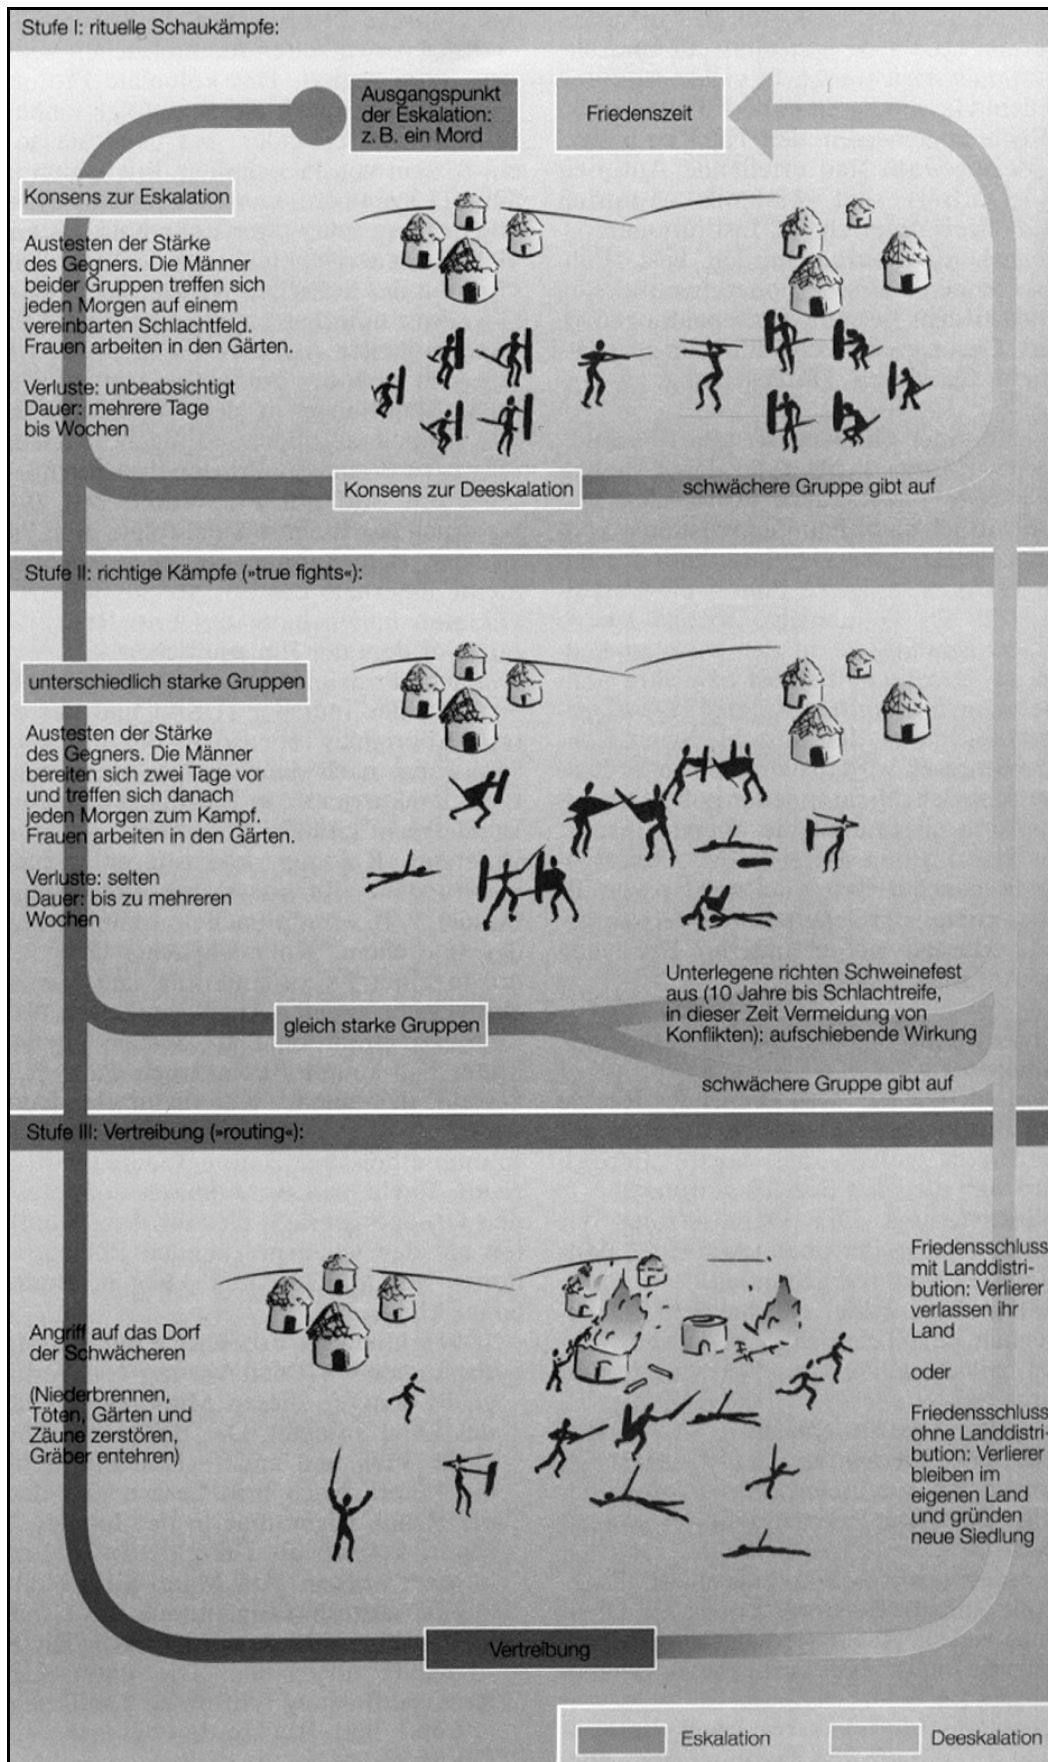 Stufe I: rituelle Schaukämpfe:
Ausgangspunkt
der Eskalation:
z. B. ein Mord
Friedenszeit
Konsens zur Eskalation
Austesten der Stärke
des Gegners. Die Männer
beider Gruppen treffen sich
jeden Morgen auf einem
vereinbarten Schlachtfeld.
Frauen arbeiten in den Gärten.
Verluste: unbeabsichtigt
Dauer: mehrere Tage
bis Wochen
Konsens zur Deeskalation
schwächere Gruppe gibt auf
Stufe II: richtige Kämpfe (»true fights«):
unterschiedlich starke Gruppen
Austesten der Stärke
des Gegners. Die Männer
bereiten sich zwei Tage vor
und treffen sich danach
jeden Morgen zum Kampf.
Frauen arbeiten in den Gärten.
Verluste: selten
Dauer: bis zu mehreren
Wochen
gleich starke Gruppen
Unterlegene richten Schweinefest
aus (10 Jahre bis Schlachtreife,
in dieser Zeit Vermeidung von
Konflikten): aufschiebende Wirkung
schwächere Gruppe gibt auf
Stufe III: Vertreibung (»routing«):
Angriff auf das Dorf
der Schwächeren
(Niederbrennen,
Töten, Gärten und
Zäune zerstören,
Gräber entehren)
Friedensschluss
mit Landdistri-
bution: Verlierer
verlassen ihr
Land
oder
Friedensschluss
ohne Landdistri-
bution: Verlierer
bleiben im
eigenen Land
und gründen
neue Siedlung
Vertreibung
Eskalation
Deeskalation